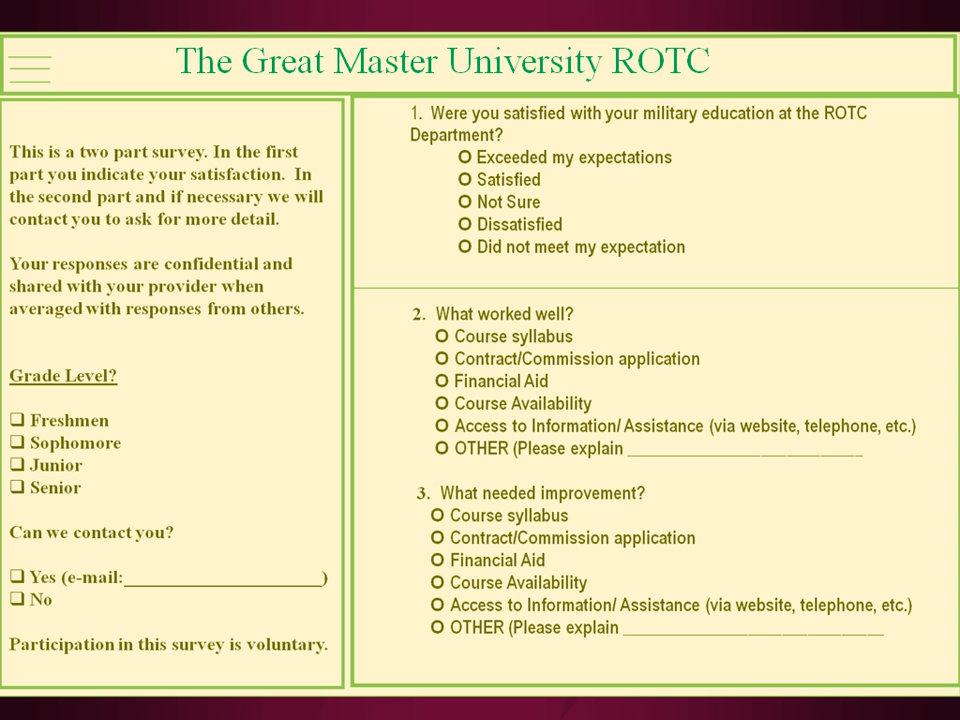 The Great Master University ROTC
This is a two part survey. In the first
part you indicate your satisfaction. In
the second part and if necessary we will
contact you to ask for more detail.
Your responses are confidential and
shared with your provider when
averaged with responses from others.
Grade Level?
❑ Freshmen
❑ Sophomore
❑ Junior
❑ Senior
Can we contact you?
❑ Yes (e-mail:______________________)
❑ No
Participation in this survey is voluntary.
1. Were you satisfied with your military education at the ROTC
Department?
O Exceeded my expectations
O Satisfied
O Not Sure
O Dissatisfied
O Did not meet my expectation
2. What worked well?
O Course syllabus
O Contract/Commission application
O Financial Aid
O Course Availability
O Access to Information/ Assistance (via website, telephone, etc.)
O OTHER (Please explain ___________________________
3. What needed improvement?
O Course syllabus
O Contract/Commission application
O Financial Aid
O Course Availability
O Access to Information/ Assistance (via website, telephone, etc.)
O OTHER (Please explain ______________________________